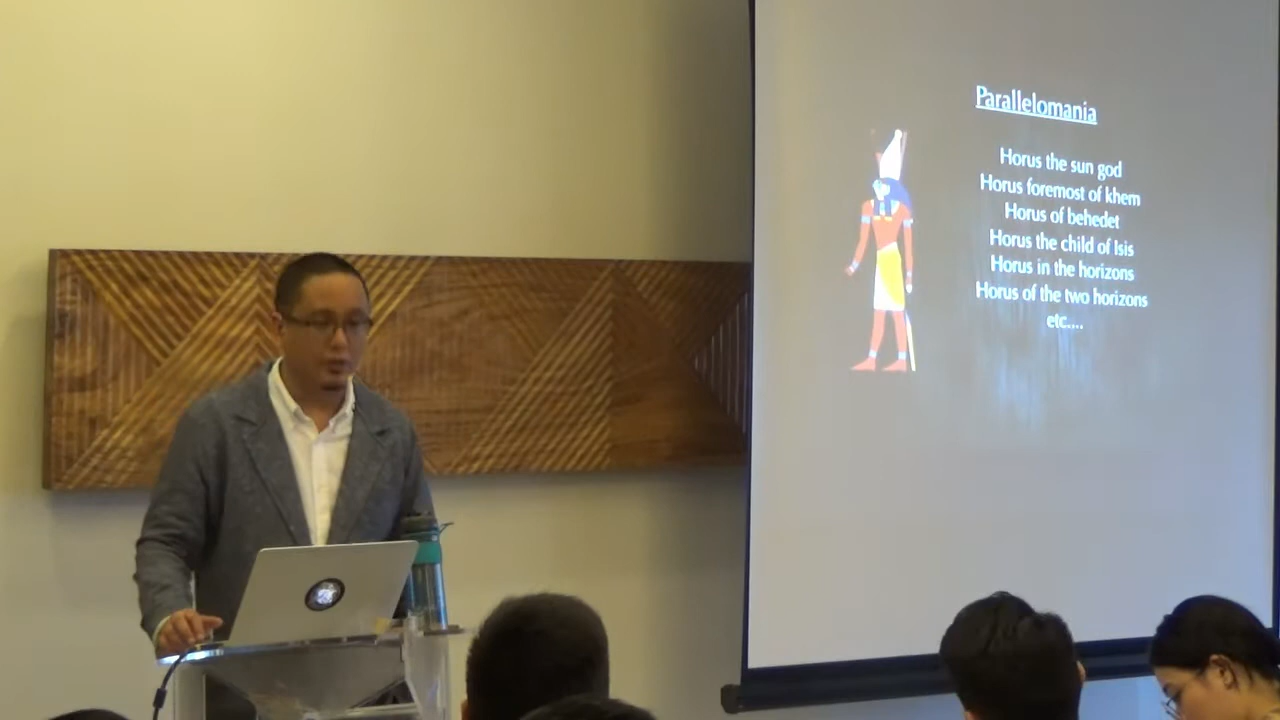 Parallelomania
Horus the sun god
Horus foremost of khem
Horus of behedet
Horus the child of Isis
Horus in the horizons
Horus of the two horizons
etc....